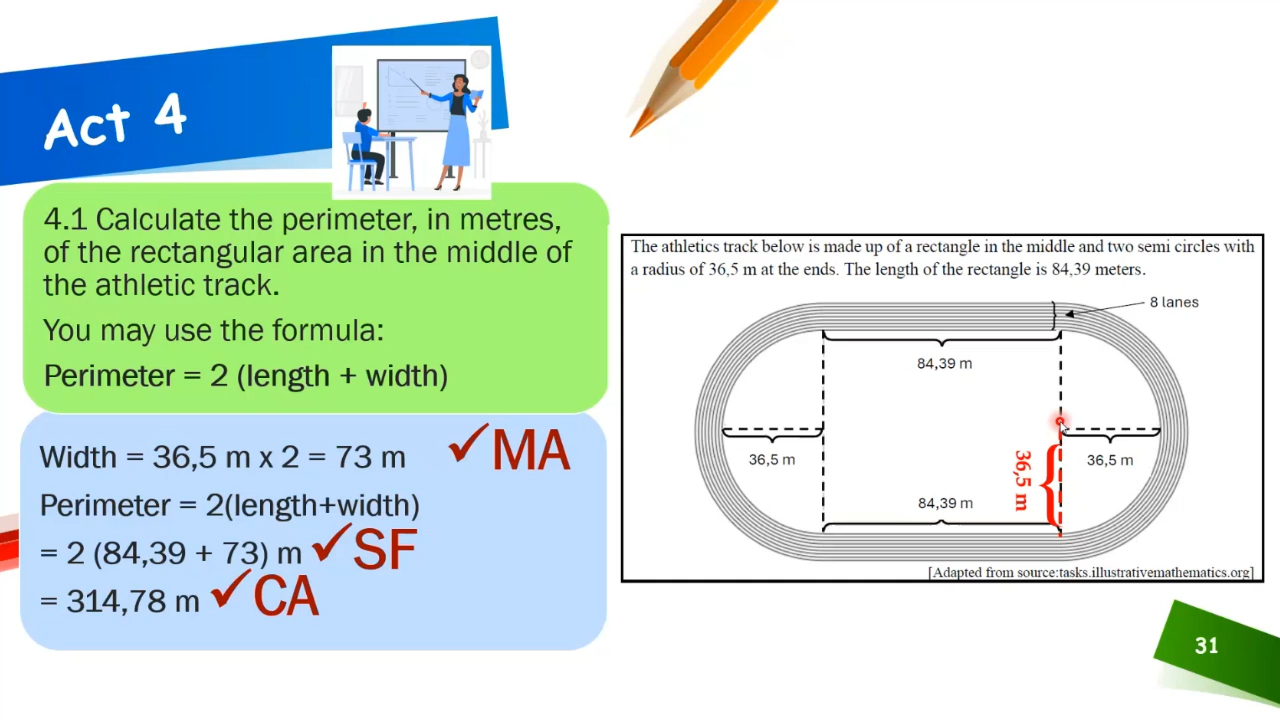 Act 4
4.1 Calculate the perimeter, in metres,
of the rectangular area in the middle of
the athletic track.
You may use the formula:
Perimeter = 2 (length + width)
Width = 36,5 m x 2 = 73 m ✓MA
Perimeter = 2(length+width)
= 2 (84,39 + 73) m ✓SF
= 314,78 m ✓CA
The athletics track below is made up of a rectangle in the middle and two semi circles with
a radius of 36,5 m at the ends. The length of the rectangle is 84,39 meters.
8 lanes
84,39 m
36,5 m
36,5 m
36,5 m
84,39 m
[Adapted from source:tasks.illustrativemathematics.org]
31